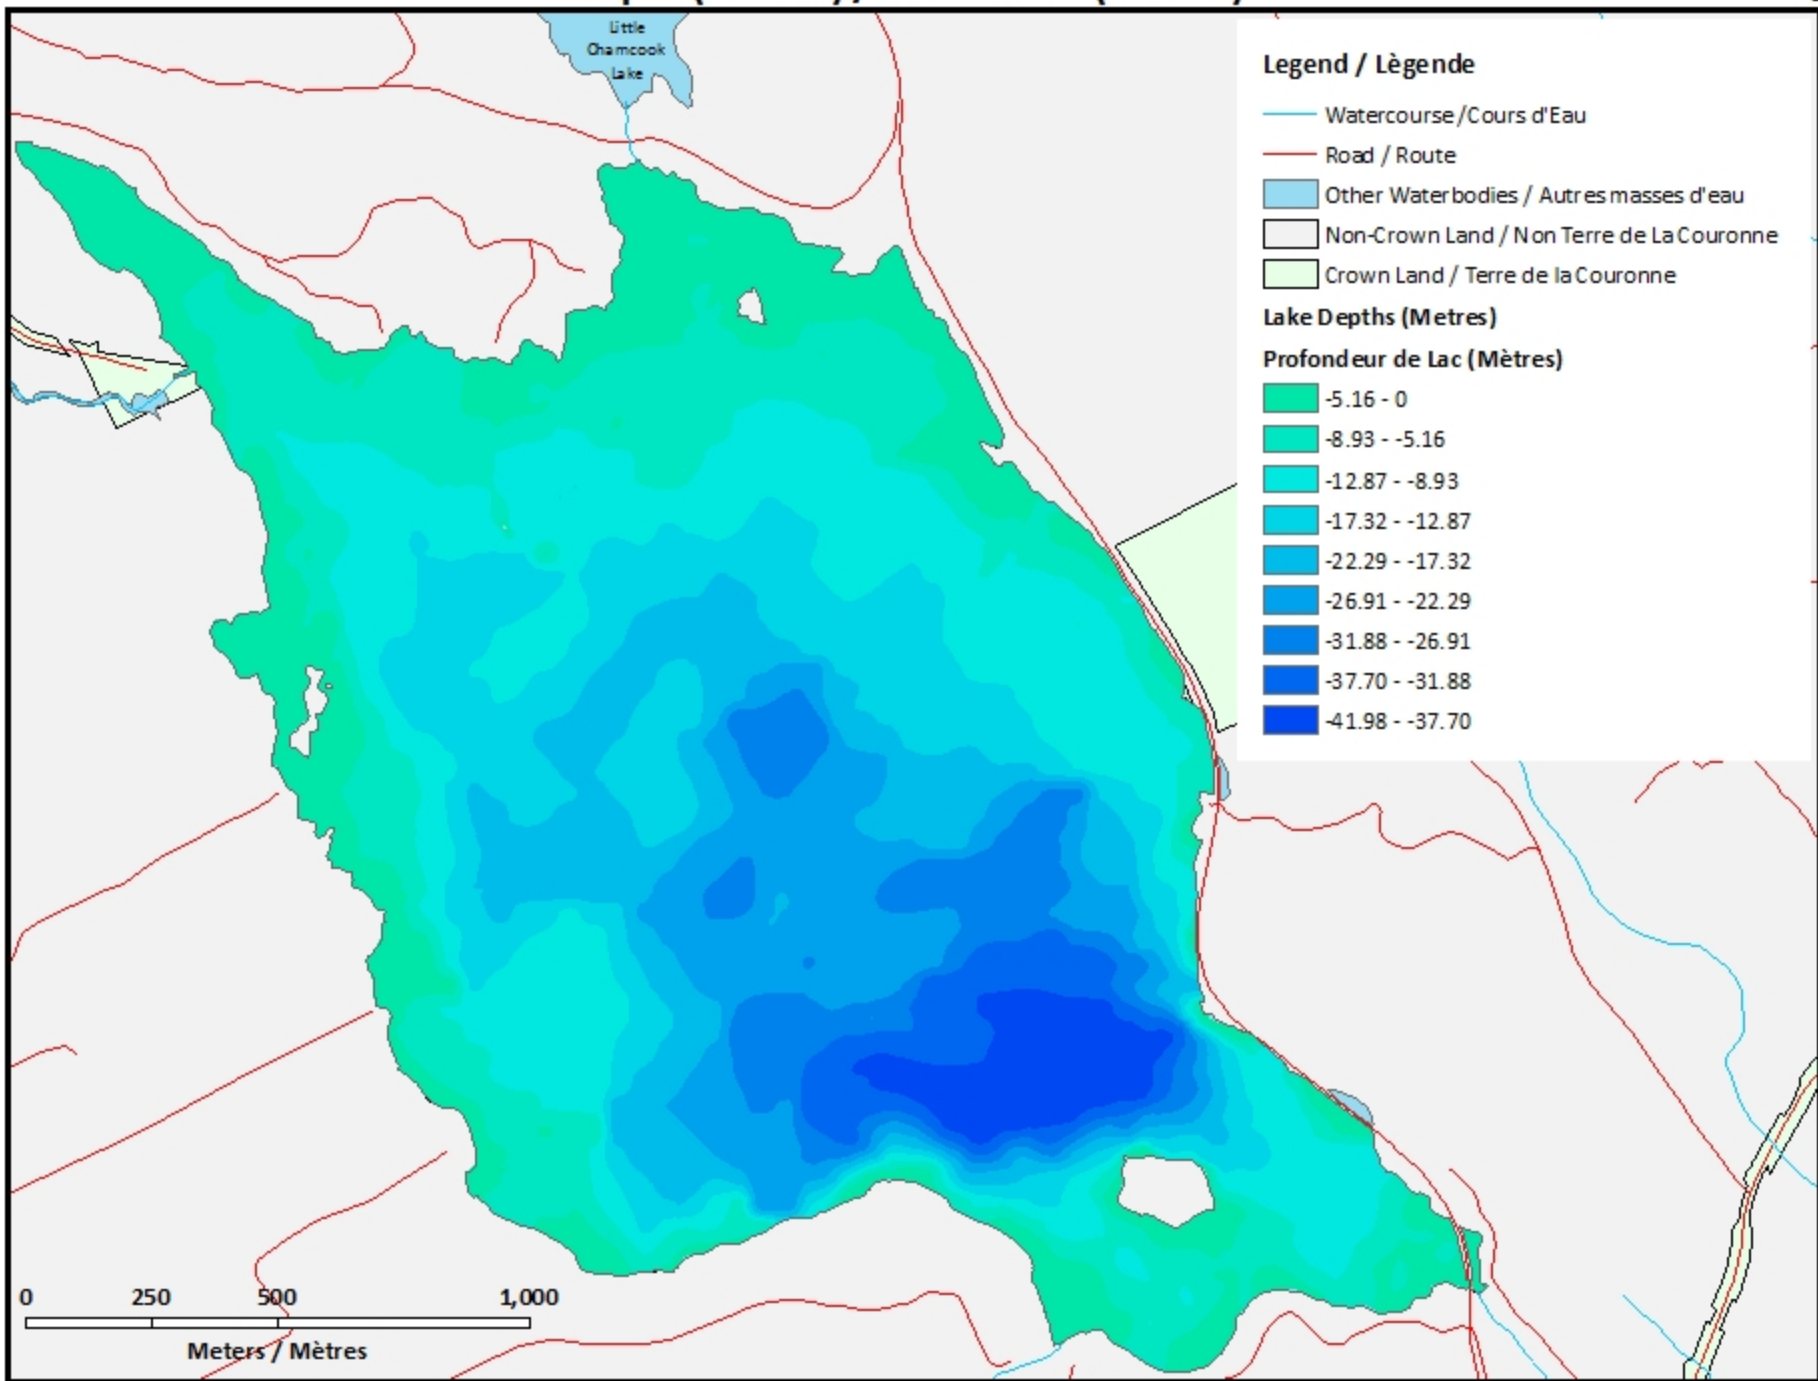 Little
Chamcook
Lake
Legend / Lègende
Watercourse/Cours d'Eau
Road / Route
Other Waterbodies / Autres masses d'eau
Non-Crown Land / Non Terre de La Couronne
Crown Land / Terre de la Couronne
Lake Depths (Metres)
Profondeur de Lac (Mètres)
-5.16 - 0
-8.93 - -5.16
-12.87 - -8.93
-17.32 - -12.87
-22.29 - -17.32
-26.91 - -22.29
-31.88 - -26.91
-37.70 - -31.88
-41.98 - -37.70
0 250 500 1,000
Meters / Mètres